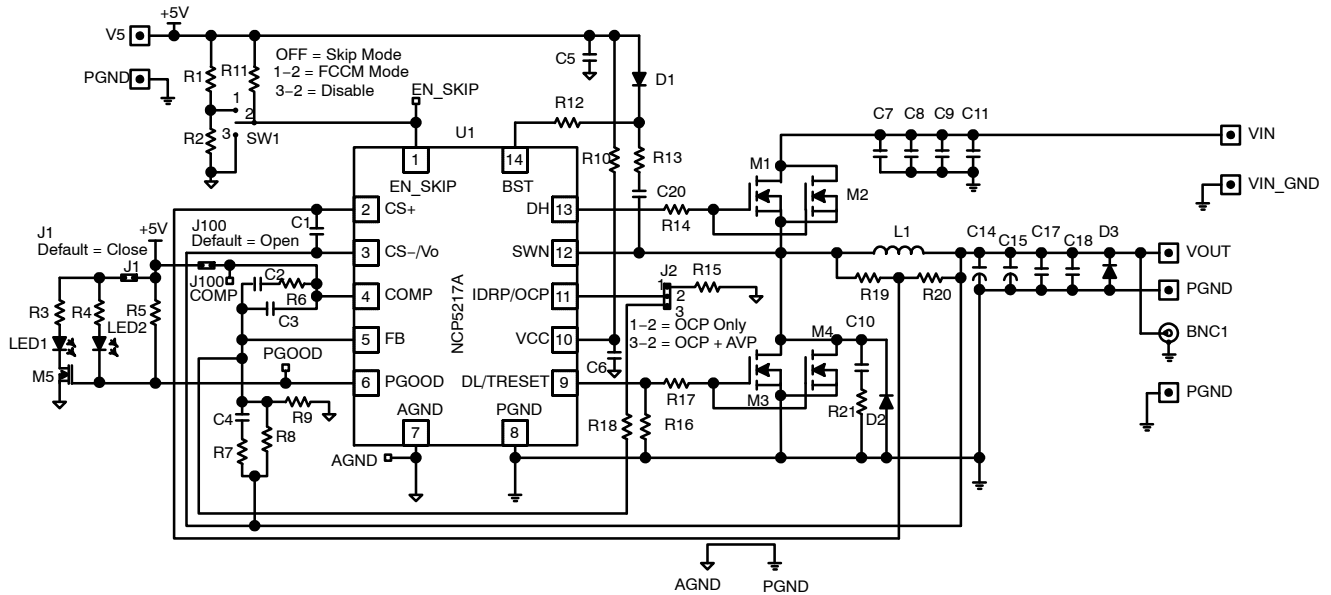 +5V
V5
PGND
R1
R11
OFF = Skip Mode
1−2 = FCCM Mode
3−2 = Disable
1
2
3
R2
SW1
EN_SKIP
U1
R12
C5
D1
R10
R13
C20
R14
M1
M2
C7
C8
C9
C11
VIN
VIN_GND
1
EN_SKIP
14
BST
2
CS+
DH
13
3
CS−/Vo
SWN
12
4
COMP
IDRP/OCP
11
5
FB
VCC
10
6
PGOOD
DL/TRESET
9
AGND
7
PGND
8
NCP5217A
C1
J1
Default = Close
+5V
J100
Default = Open
J1
J100
COMP
C2
R6
C3
R3
R4
R5
LED1
LED2
M5
PGOOD
C4
R9
R7
R8
AGND
J2
1
2
3
R15
1−2 = OCP Only
3−2 = OCP + AVP
C6
R17
R18
R16
M3
M4
C10
R21
D2
L1
R19
R20
C14
C15
C17
C18
D3
VOUT
PGND
BNC1
PGND
AGND
PGND